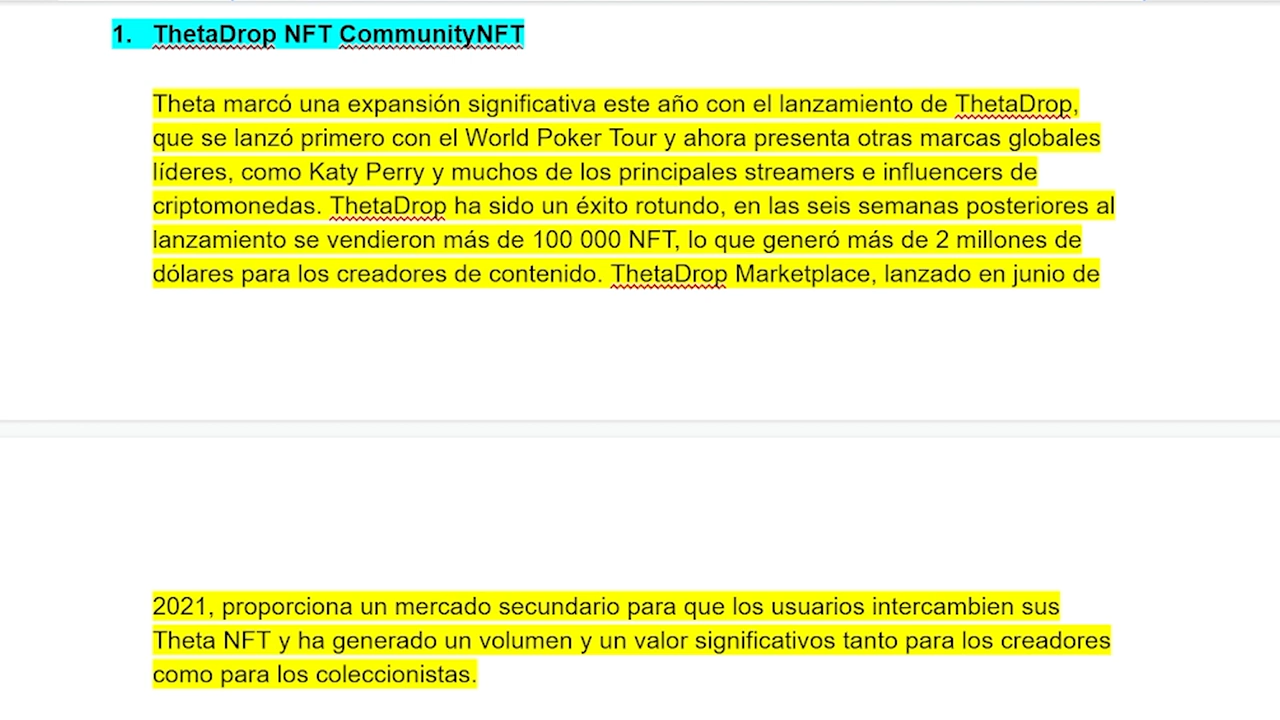 1. ThetaDrop NFT CommunityNFT
Theta marcó una expansión significativa este año con el lanzamiento de ThetaDrop,
que se lanzó primero con el World Poker Tour y ahora presenta otras marcas globales
líderes, como Katy Perry y muchos de los principales streamers e influencers de
criptomonedas. ThetaDrop ha sido un éxito rotundo, en las seis semanas posteriores al
lanzamiento se vendieron más de 100 000 NFT, lo que generó más de 2 millones de
dólares para los creadores de contenido. ThetaDrop Marketplace, lanzado en junio de
2021, proporciona un mercado secundario para que los usuarios intercambien sus
Theta NFT y ha generado un volumen y un valor significativos tanto para los creadores
como para los coleccionistas.